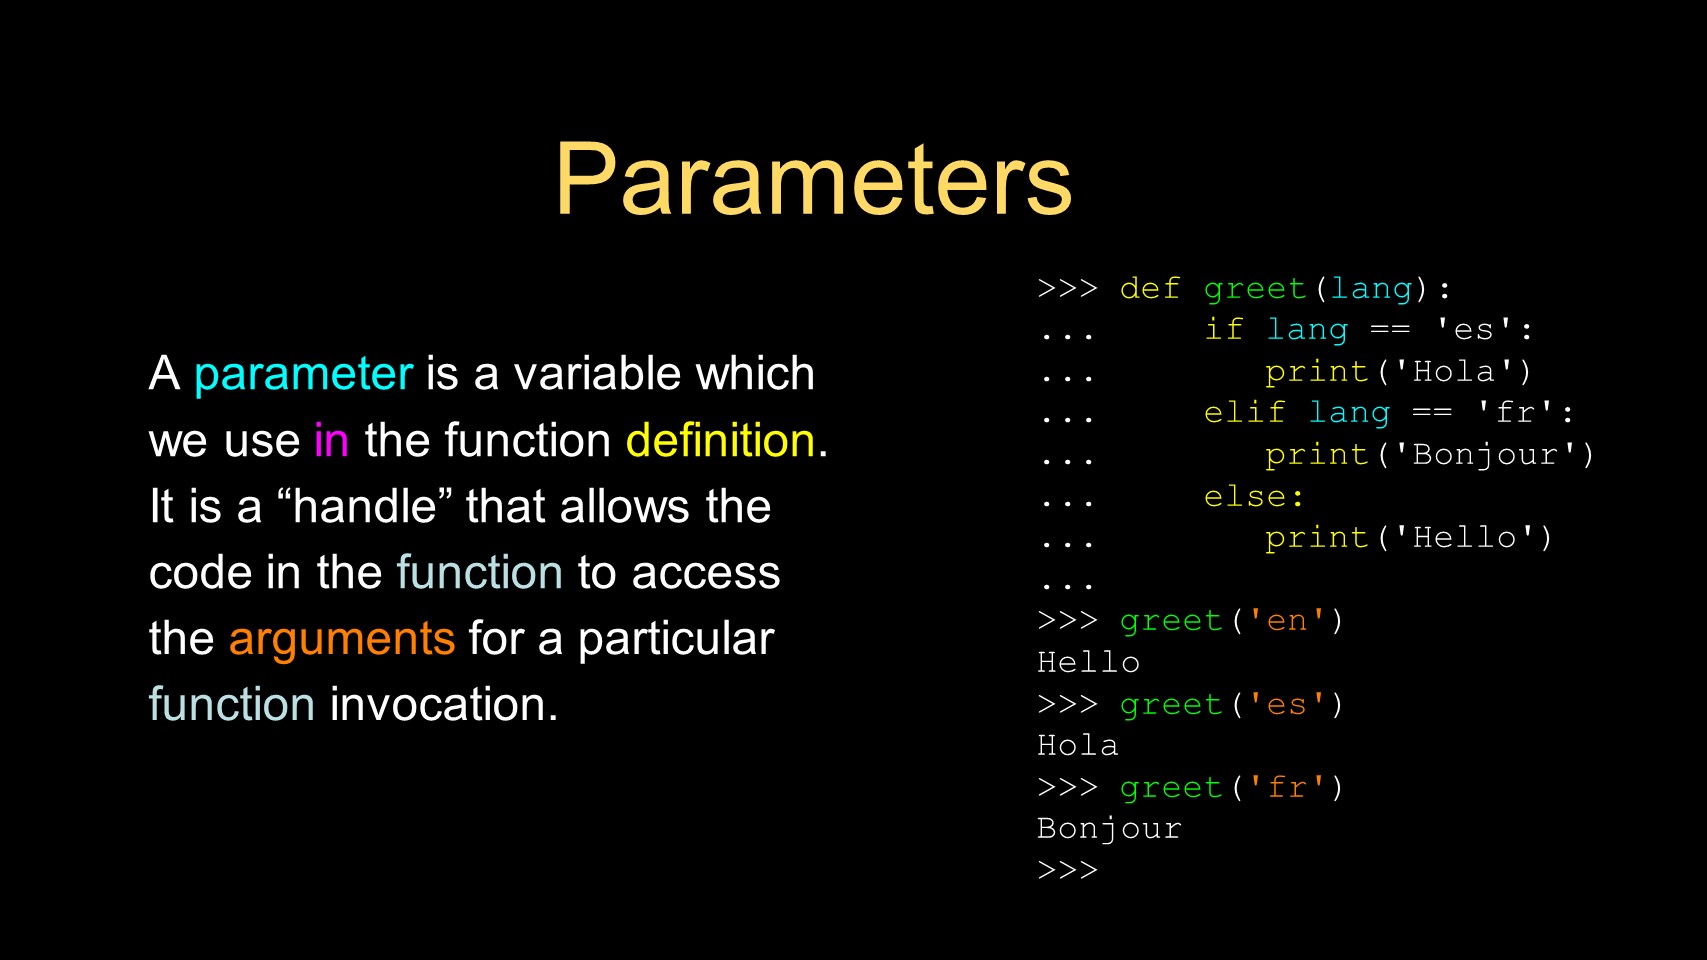 Parameters
A parameter is a variable which
we use in the function definition.
It is a “handle” that allows the
code in the function to access
the arguments for a particular
function invocation.
>>> def greet(lang):
...     if lang == 'es':
...        print('Hola')
...     elif lang == 'fr':
...        print('Bonjour')
...     else:
...        print('Hello')
...
>>> greet('en')
Hello
>>> greet('es')
Hola
>>> greet('fr')
Bonjour
>>>